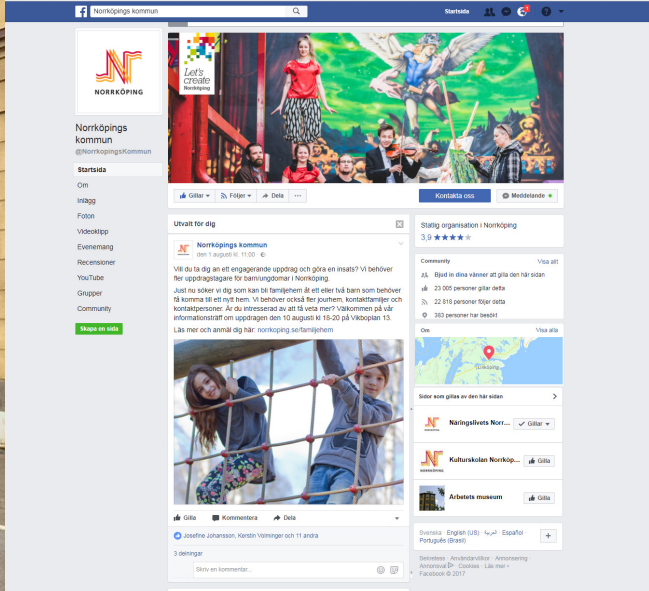 Norrköpings kommun
Startsida
NORRKÖPING
Let's
create
Norrköping
Norrköpings
kommun
@NorrkopingsKommun
Startsida
Om
Inlägg
Foton
Videoklipp
Evenemang
Recensioner
YouTube
Grupper
Community
Skapa en sida
Gillar
Följer
Dela
Kontakta oss
Meddelande
Utvalt för dig
Norrköpings kommun
den 1 augusti kl. 11:00
Vill du ta dig an ett engagerande uppdrag och göra en insats? Vi behöver
fler uppdragstagare för barn/ungdomar i Norrköping.
Just nu söker vi dig som kan bli familjehem åt ett eller två barn som behöver
få komma till ett nytt hem. Vi behöver också fler jourhem, kontaktfamiljer och
kontaktpersoner. Är du intresserad av att få veta mer? Välkommen på vår
informationsträff om uppdragen den 10 augusti kl 18-20 på Vikboplan 13.
Läs mer och anmäl dig här: norrkoping.se/familjehem
Gilla
Kommentera
Dela
Josefine Johansson, Kerstin Volminger och 11 andra
3 delningar
Skriv en kommentar...
Statlig organisation i Norrköping
3,9 ★★★★★
Community
Visa allt
Bjud in dina vänner att gilla den här sidan
23 005 personer gillar detta
22 818 personer följer detta
363 personer har besökt
Om
Visa alla
Linköping
Sidor som gillas av den här sidan
Näringslivets Norr...
Gillar
Kulturskolan Norrköp...
Gilla
Arbetets museum
Gilla
Svenska · English (US) · العربية · Español ·
Português (Brasil)
Sekretess · Användarvillkor · Annonsering ·
Annonsval · Cookies · Läs mer
Facebook © 2017